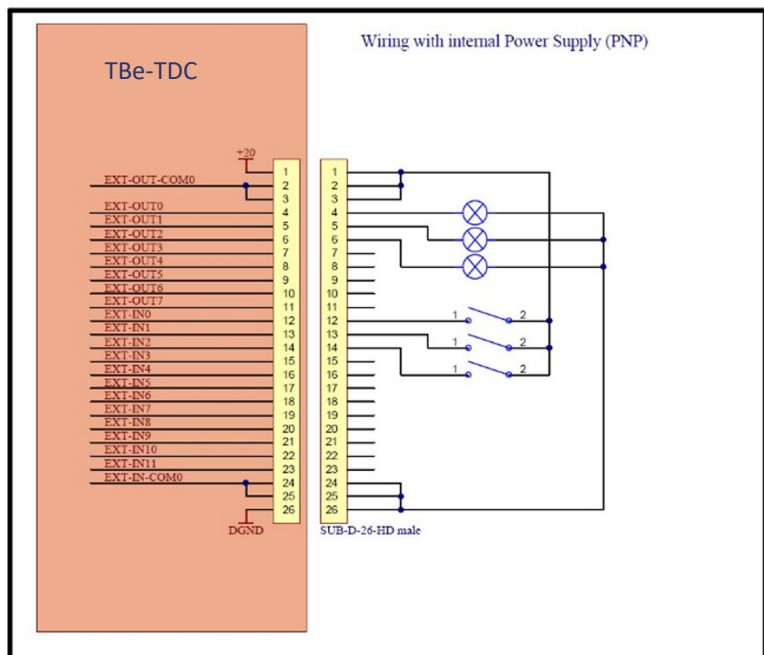 Wiring with internal Power Supply (PNP)
TBe-TDC
+20
1 1
EXT-OUT-COM0 2 2
3 3
EXT-OUT0 4 4
EXT-OUT1 5 5
EXT-OUT2 6 6
EXT-OUT3 7 7
EXT-OUT4 8 8
EXT-OUT5 9 9
EXT-OUT6 10 10
EXT-OUT7 11 11
EXT-IN0 12 12 1 2
EXT-IN1 13 13 1 2
EXT-IN2 14 14 1 2
EXT-IN3 15 15
EXT-IN4 16 16
EXT-IN5 17 17
EXT-IN6 18 18
EXT-IN7 19 19
EXT-IN8 20 20
EXT-IN9 21 21
EXT-IN10 22 22
EXT-IN11 23 23
EXT-IN-COM0 24 24
25 25
26 26
DGND SUB-D-26-HD male